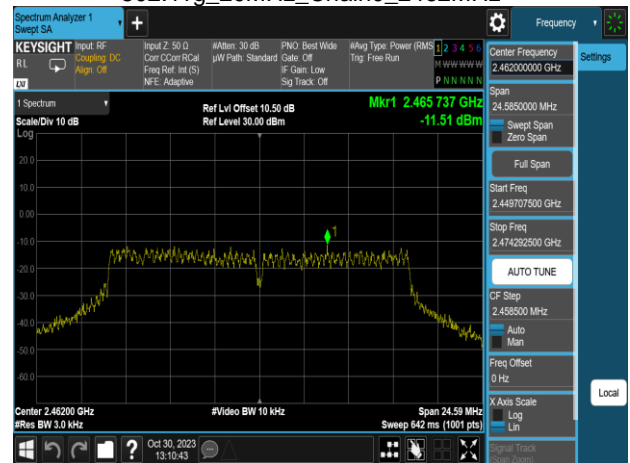 Spectrum Analyzer 1
Swept SA
Frequency
KEYSIGHT
RL
LXI
Input: RF
Coupling: DC
Align: Off
Input Z: 50 Ω
Corr CCorr RCal
Freq Ref: Int (S)
NFE: Adaptive
#Atten: 30 dB
µW Path: Standard
PNO: Best Wide
Gate: Off
IF Gain: Low
Sig Track: Off
#Avg Type: Power (RMS
Trig: Free Run
1 2 3 4 5 6
M W W W W W
P N N N N N
1 Spectrum
Scale/Div 10 dB
Log
Ref Lvl Offset 10.50 dB
Ref Level 30.00 dBm
Mkr1 2.465 737 GHz
-11.51 dBm
20.0
10.0
0.00
-10.0
-20.0
-30.0
-40.0
-50.0
-60.0
1
Center 2.46200 GHz
#Res BW 3.0 kHz
#Video BW 10 kHz
Span 24.59 MHz
Sweep 642 ms (1001 pts)
Center Frequency
2.462000000 GHz
Settings
Span
24.5850000 MHz
Swept Span
Zero Span
Full Span
Start Freq
2.449707500 GHz
Stop Freq
2.474292500 GHz
AUTO TUNE
CF Step
2.458500 MHz
Auto
Man
Freq Offset
0 Hz
X Axis Scale
Log
Lin
Local
Signal Track
(Span Zoom)
?
Oct 30, 2023
13:10:43